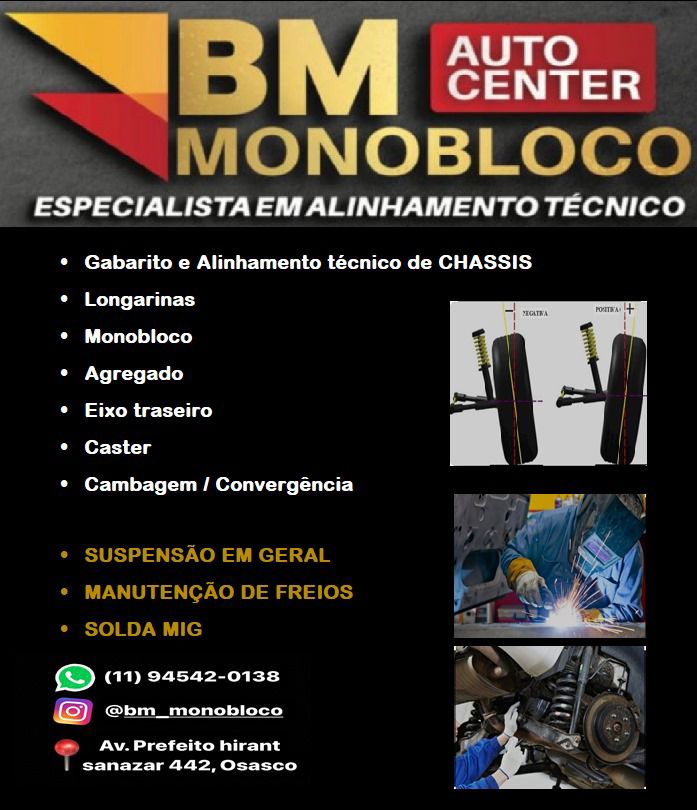 BM
AUTO
CENTER
MONOBLOCO
ESPECIALISTA EM ALINHAMENTO TÉCNICO
• Gabarito e Alinhamento técnico de CHASSIS
• Longarinas
• Monobloco
• Agregado
• Eixo traseiro
• Caster
• Cambagem / Convergência
NEGATIVA
POSITIVA
• SUSPENSÃO EM GERAL
• MANUTENÇÃO DE FREIOS
• SOLDA MIG
(11) 94542-0138
@bm_monobloco
Av. Prefeito hirant
sanazar 442, Osasco